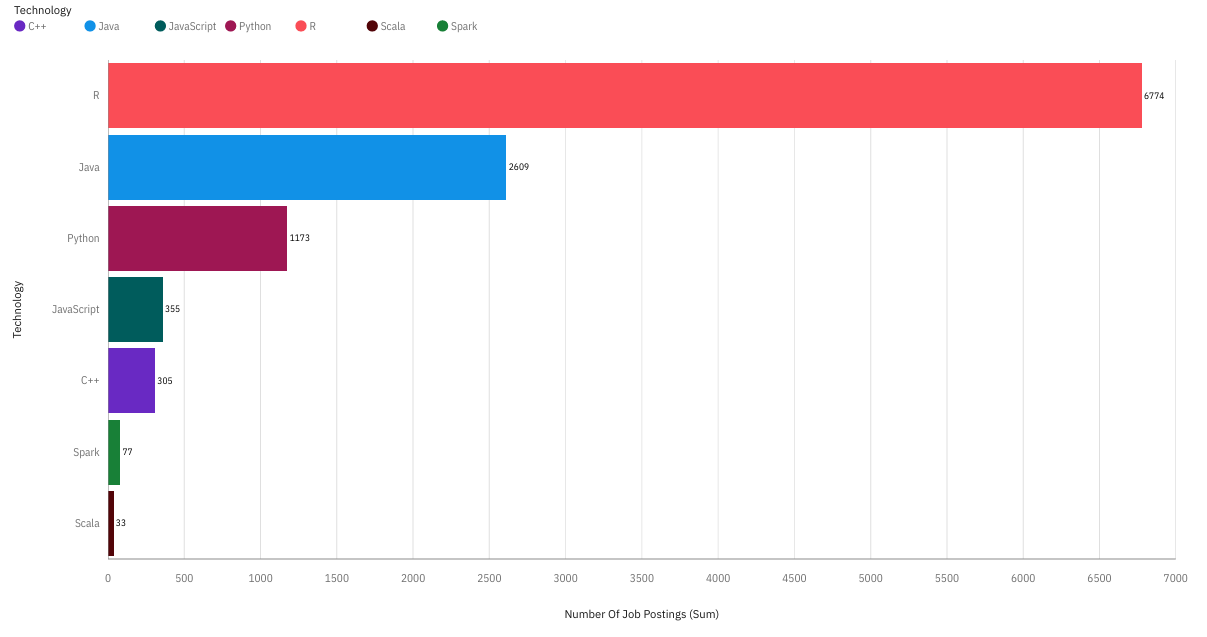 Technology
C++ Java JavaScript Python R Scala Spark
R 6774
Java 2609
Python 1173
Technology
JavaScript 355
C++ 305
Spark 77
Scala 33
0 500 1000 1500 2000 2500 3000 3500 4000 4500 5000 5500 6000 6500 7000
Number Of Job Postings (Sum)